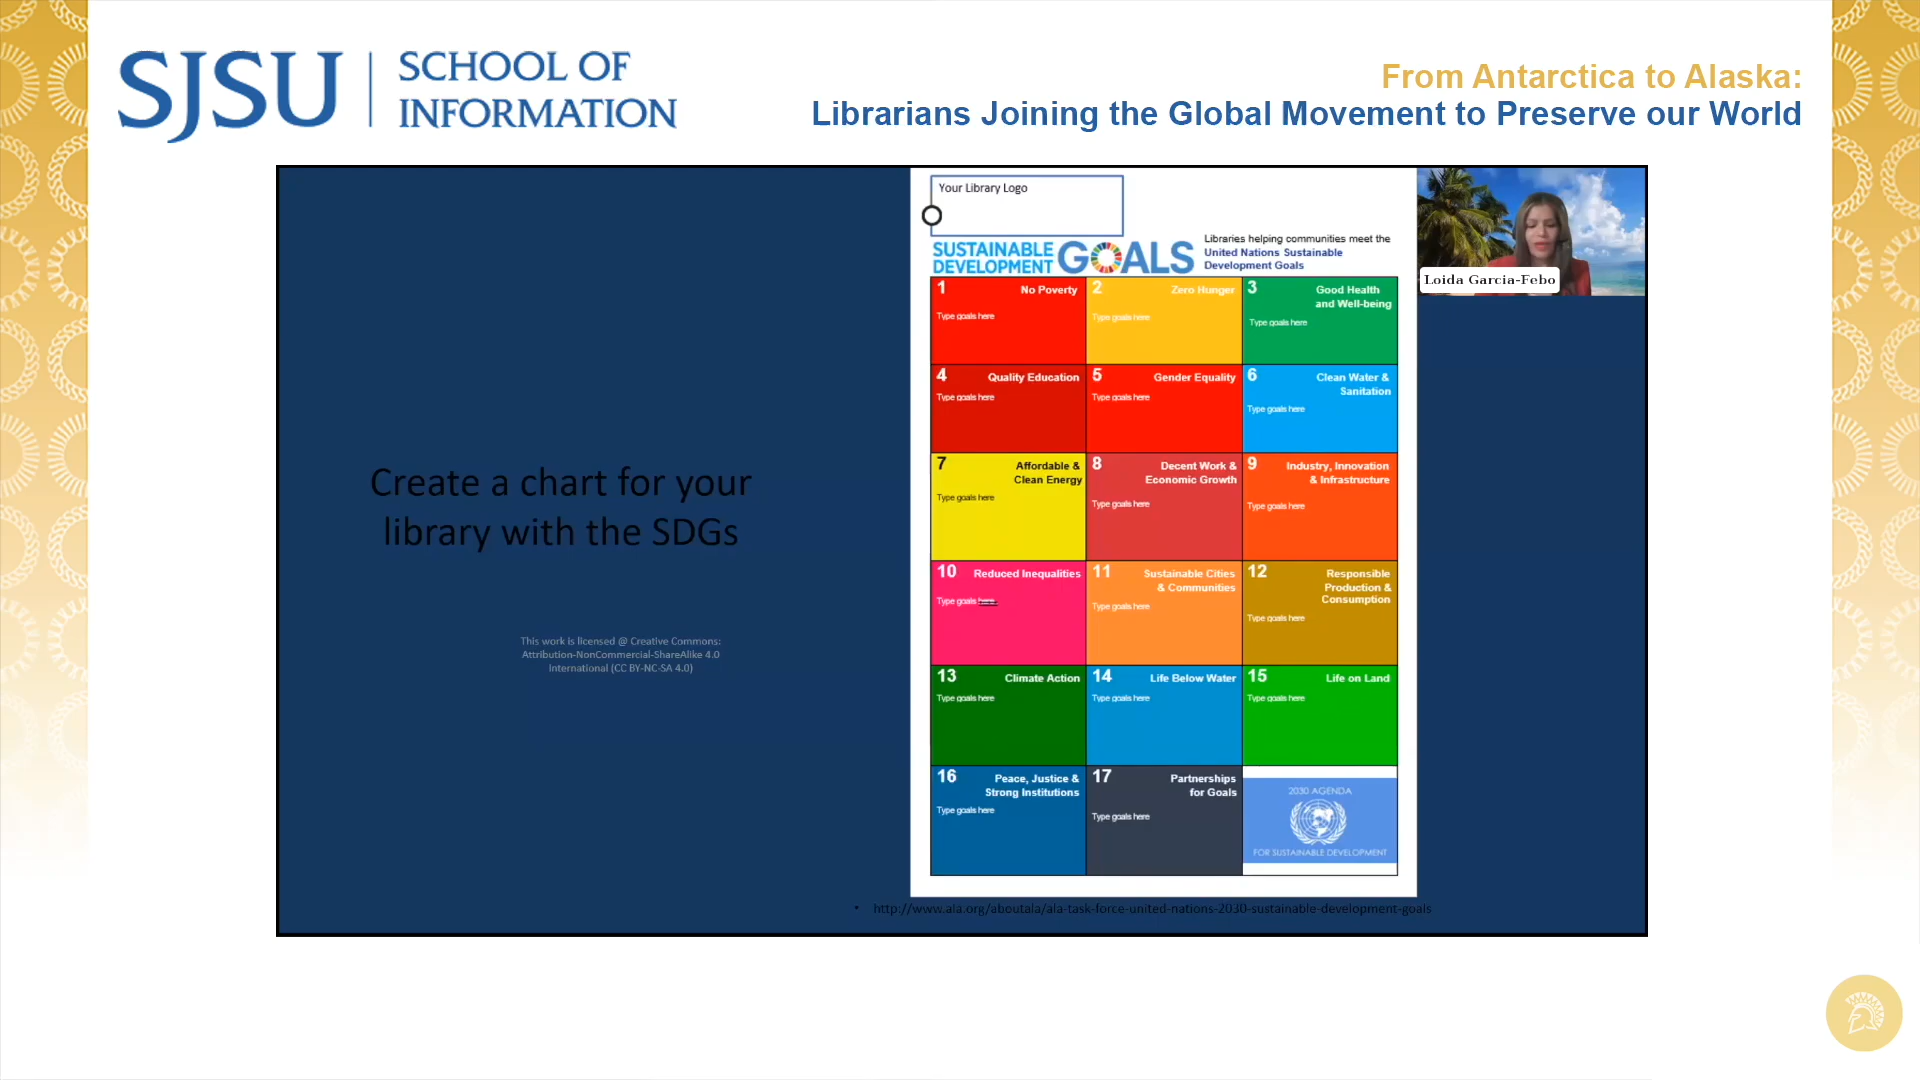 SJSU
SCHOOL OF
INFORMATION
From Antarctica to Alaska:
Librarians Joining the Global Movement to Preserve our World
Create a chart for your
library with the SDGs
This work is licensed @ Creative Commons:
Attribution-NonCommercial-ShareAlike 4.0
International (CC BY-NC-SA 4.0)
Your Library Logo
SUSTAINABLE
DEVELOPMENT
GOALS
Libraries helping communities meet the
United Nations Sustainable
Development Goals
1 No Poverty
Type goals here
2 Zero Hunger
Type goals here
3 Good Health
and Well-being
Type goals here
4 Quality Education
Type goals here
5 Gender Equality
Type goals here
6 Clean Water &
Sanitation
Type goals here
7 Affordable &
Clean Energy
Type goals here
8 Decent Work &
Economic Growth
Type goals here
9 Industry, Innovation
& Infrastructure
Type goals here
10 Reduced Inequalities
Type goals here
11 Sustainable Cities
& Communities
Type goals here
12 Responsible
Production &
Consumption
Type goals here
13 Climate Action
Type goals here
14 Life Below Water
Type goals here
15 Life on Land
Type goals here
16 Peace, Justice &
Strong Institutions
Type goals here
17 Partnerships
for Goals
Type goals here
2030 AGENDA
FOR SUSTAINABLE DEVELOPMENT
• http://www.ala.org/aboutala/ala-task-force-united-nations-2030-sustainable-development-goals
Loida Garcia-Febo